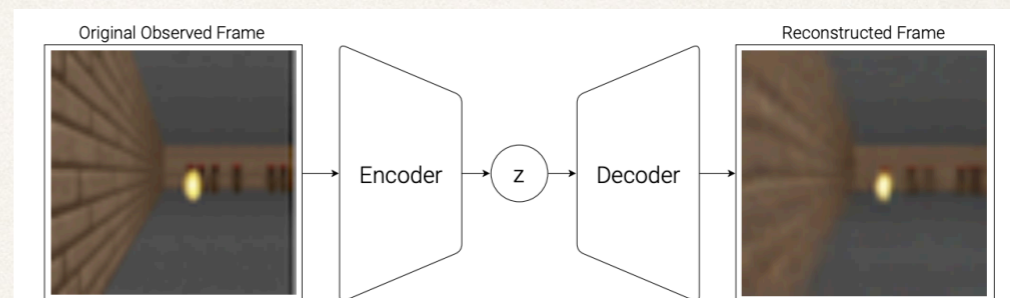 Original Observed Frame
Reconstructed Frame
Encoder
z
Decoder